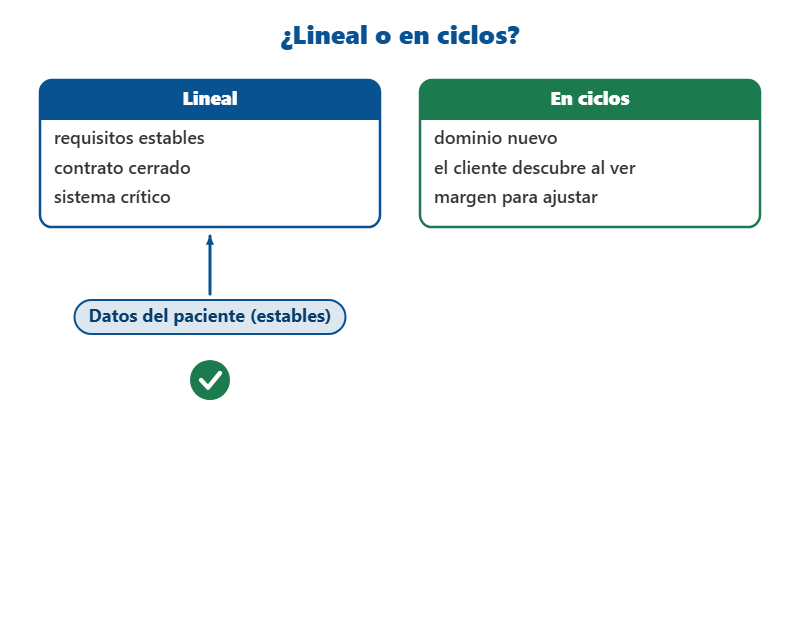 ¿Lineal o en ciclos?
Lineal
requisitos estables
contrato cerrado
sistema crítico
En ciclos
dominio nuevo
el cliente descubre al ver
margen para ajustar
Datos del paciente (estables)